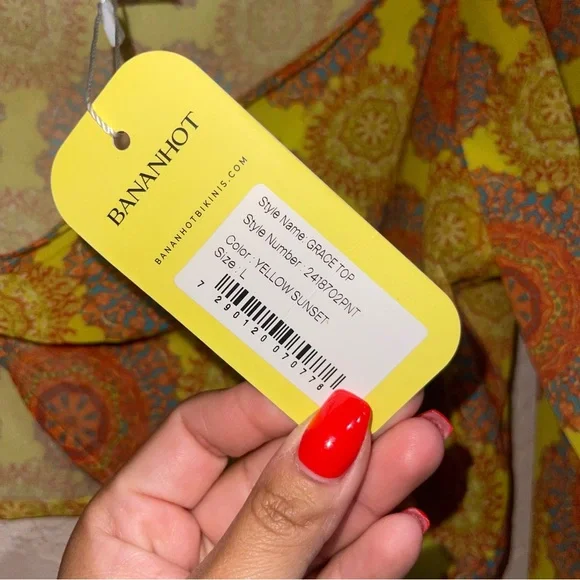 BANANHOT
BANANHOTBIKINIS.COM
Style Name: GRACE TOP
Style Number: 2418702PNT
Color: YELLOW SUNSET
Size: L
7 290120 070776